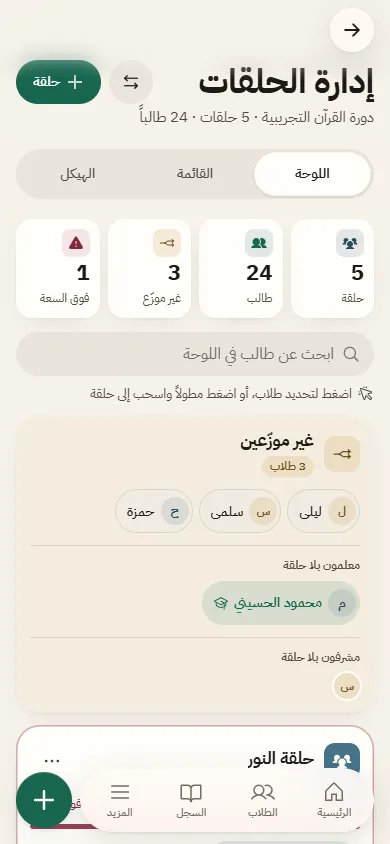 إدارة الحلقات
حلقة
دورة القرآن التجريبية · 5 حلقات · 24 طالباً
اللوحة
القائمة
الهيكل
5
حلقة
24
طالب
3
غير موزّع
1
فوق السعة
ابحث عن طالب في اللوحة
اضغط لتحديد طلاب، أو اضغط مطولاً واسحب إلى حلقة
غير موزّعين
3 طلاب
ل ليلى
س سلمى
ح حمزة
معلمون بلا حلقة
م محمود الحسيني
مشرفون بلا حلقة
س
حلقة النور
الرئيسية
الطلاب
السجل
المزيد